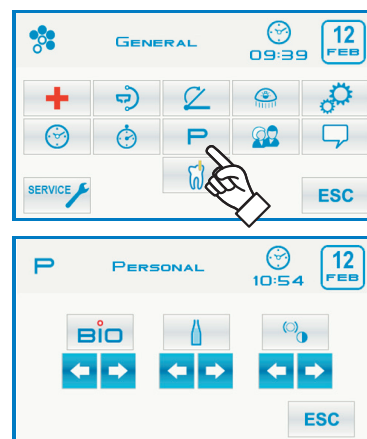 GENERAL
09:39
12
FEB
P
SERVICE
ESC
P
PERSONAL
10:54
12
FEB
BIO
ESC